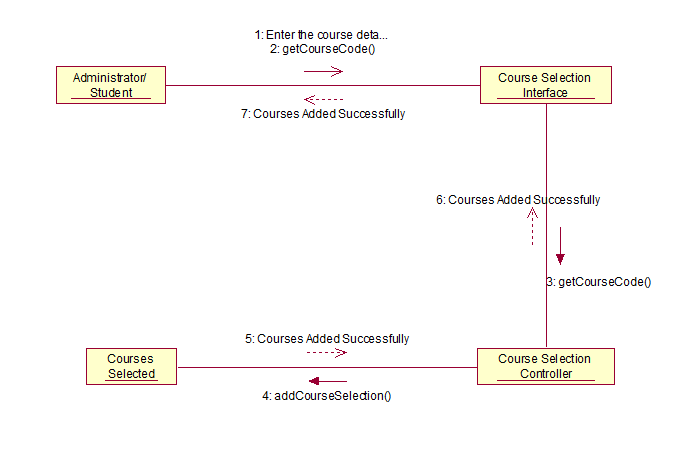 1: Enter the course deta...
2: getCourseCode()
Administrator/
Student
Course Selection
Interface
7: Courses Added Successfully
6: Courses Added Successfully
3: getCourseCode()
5: Courses Added Successfully
Courses
Selected
Course Selection
Controller
4: addCourseSelection()